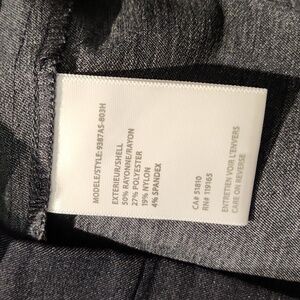 MODELE/STYLE: 9387AS-803H
EXTERIEUR/SHELL
50% RAYONNE/RAYON
27% POLYESTER
19% NYLON
4% SPANDEX
CA# 51810
RN# 119165
ENTRETIEN VOIR L'ENVERS
CARE ON REVERSE